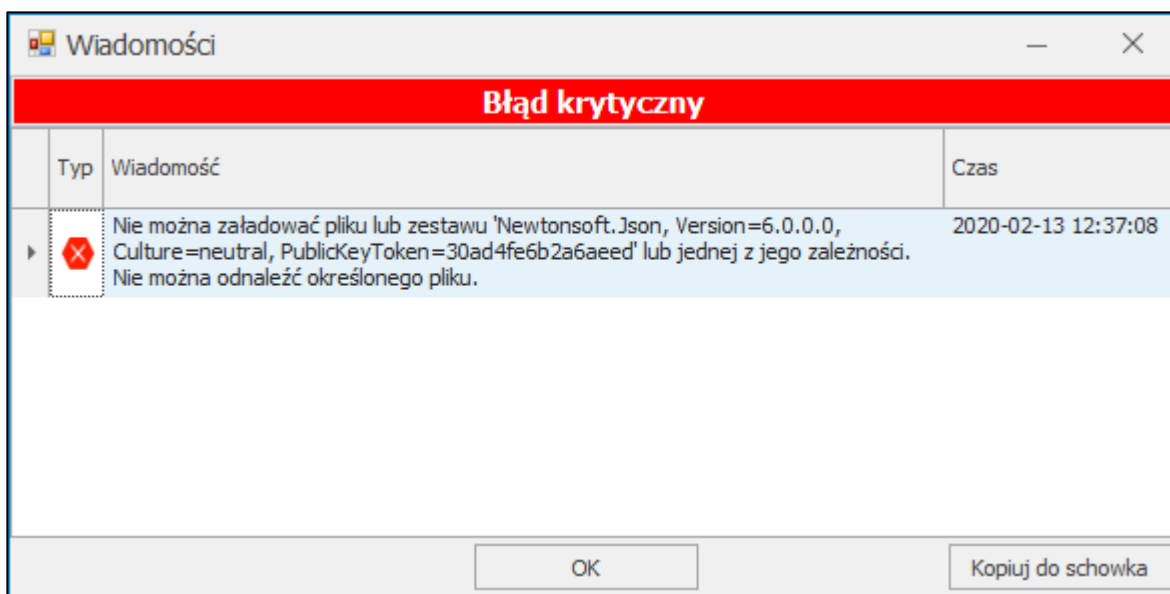 Wiadomości
Błąd krytyczny
Typ Wiadomość Czas
Nie można załadować pliku lub zestawu 'Newtonsoft.Json, Version=6.0.0.0, 2020-02-13 12:37:08
Culture=neutral, PublicKeyToken=30ad4fe6b2a6aeed' lub jednej z jego zależności.
Nie można odnaleźć określonego pliku.
OK Kopiuj do schowka